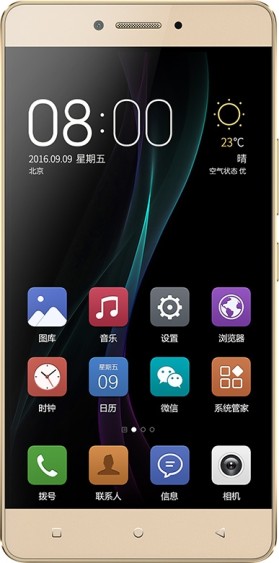 08:00
2016.09.09 星期五
北京
23℃
晴
空气状态 优
图库
音乐
设置
浏览器
时钟
星期五
09
日历
微信
系统管家
拨号
联系人
信息
相机